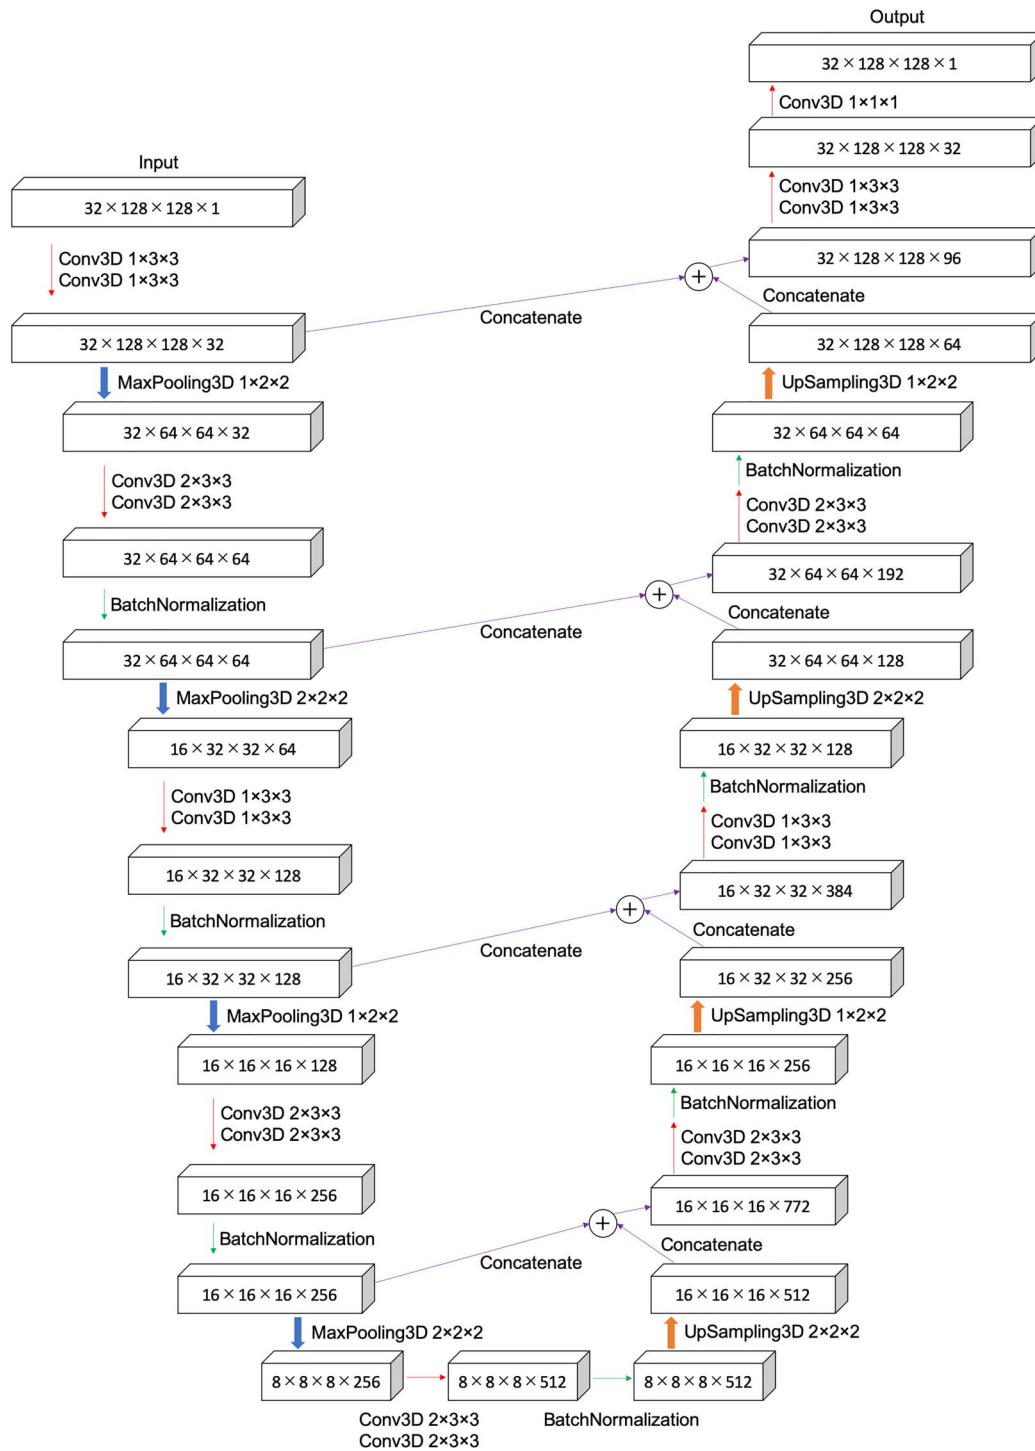 Input
32×128×128×1
Conv3D 1×3×3
Conv3D 1×3×3
32×128×128×32
MaxPooling3D 1×2×2
32×64×64×32
Conv3D 2×3×3
Conv3D 2×3×3
32×64×64×64
BatchNormalization
32×64×64×64
MaxPooling3D 2×2×2
16×32×32×64
Conv3D 1×3×3
Conv3D 1×3×3
16×32×32×128
BatchNormalization
16×32×32×128
MaxPooling3D 1×2×2
16×16×16×128
Conv3D 2×3×3
Conv3D 2×3×3
16×16×16×256
BatchNormalization
16×16×16×256
MaxPooling3D 2×2×2
8×8×8×256
Conv3D 2×3×3
Conv3D 2×3×3
8×8×8×512
BatchNormalization
8×8×8×512
UpSampling3D 2×2×2
16×16×16×512
Concatenate
Concatenate
+
16×16×16×772
Conv3D 2×3×3
Conv3D 2×3×3
BatchNormalization
16×16×16×256
UpSampling3D 1×2×2
16×32×32×256
Concatenate
Concatenate
+
16×32×32×384
Conv3D 1×3×3
Conv3D 1×3×3
BatchNormalization
16×32×32×128
UpSampling3D 2×2×2
32×64×64×128
Concatenate
Concatenate
+
32×64×64×192
Conv3D 2×3×3
Conv3D 2×3×3
BatchNormalization
32×64×64×64
UpSampling3D 1×2×2
32×128×128×64
Concatenate
Concatenate
+
32×128×128×96
Conv3D 1×3×3
Conv3D 1×3×3
32×128×128×32
Conv3D 1×1×1
32×128×128×1
Output